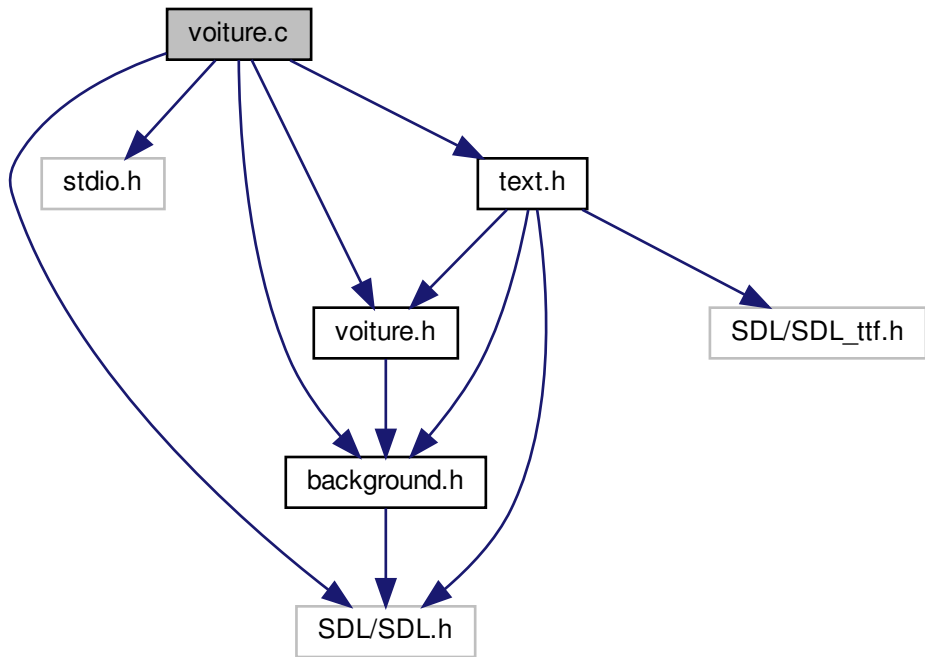 voiture.c
stdio.h
text.h
voiture.h
SDL/SDL_ttf.h
background.h
SDL/SDL.h